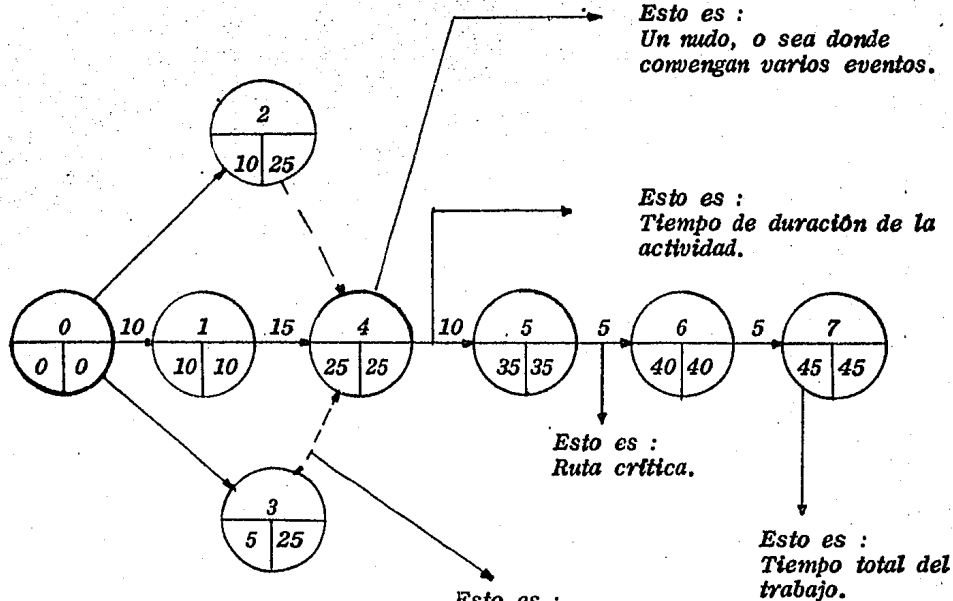 Esto es :
Un nudo, o sea donde
convengan varios eventos.
2
10 25
Esto es :
Tiempo de duración de la
actividad.
0
0 0
10
1
10 10
15
4
25 25
10
5
35 35
5
6
40 40
5
7
45 45
Esto es :
Ruta crítica.
3
5 25
Esto es :
Tiempo total del
trabajo.
Esto es :